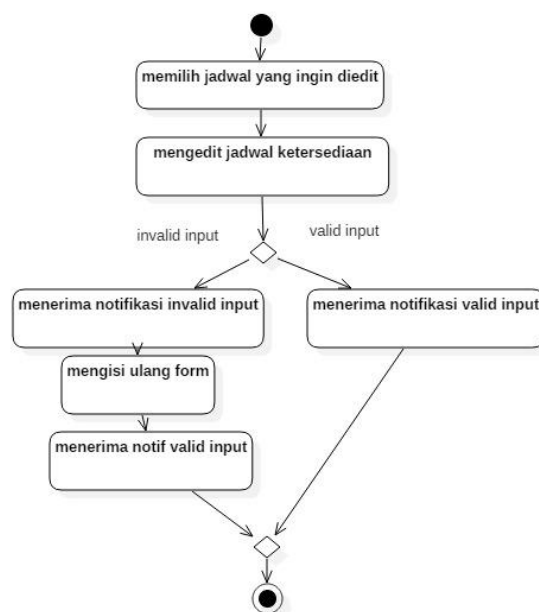 memilih jadwal yang ingin diedit
mengedit jadwal ketersediaan
invalid input
valid input
menerima notifikasi invalid input
menerima notifikasi valid input
mengisi ulang form
menerima notif valid input